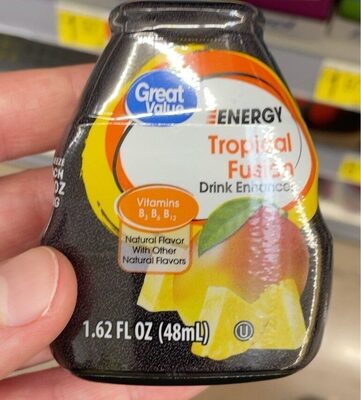 Great
Value
ENERGY
Tropical
Fusion
Drink Enhancer
Vitamins
B₃ B₆ B₁₂
Natural Flavor
With Other
Natural Flavors
1.62 FL OZ (48mL)
U